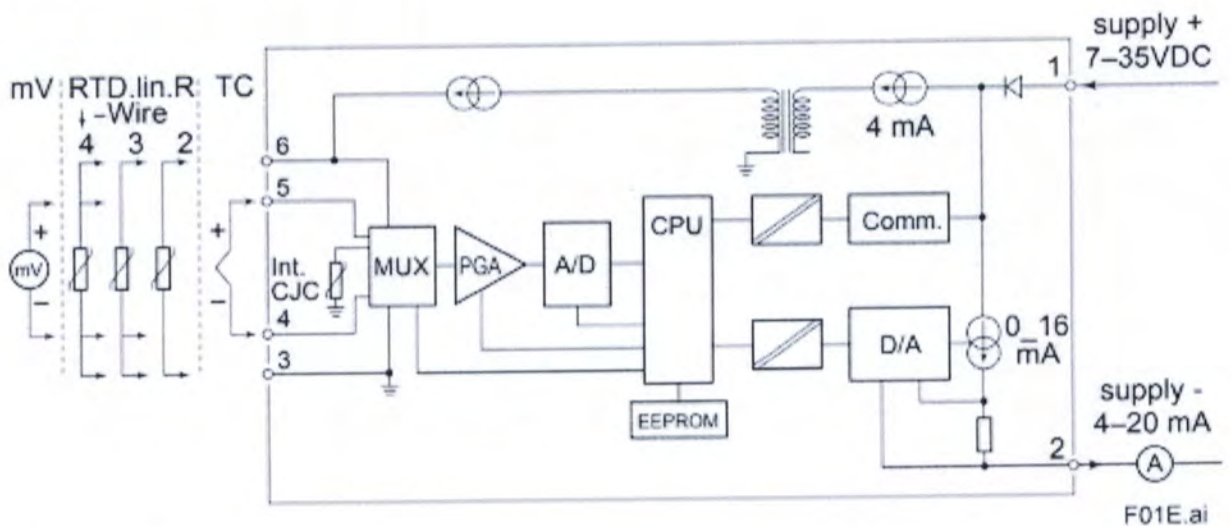 supply +
7–35VDC
1
mV
RTD.lin.R
TC
↓ –Wire
4 3 2
4 mA
6
5
+
+
mV
–
–
Int.
CJC
MUX
PGA
A/D
CPU
Comm.
4
3
D/A
0_16
mA
EEPROM
supply -
4–20 mA
2
A
F01E.ai